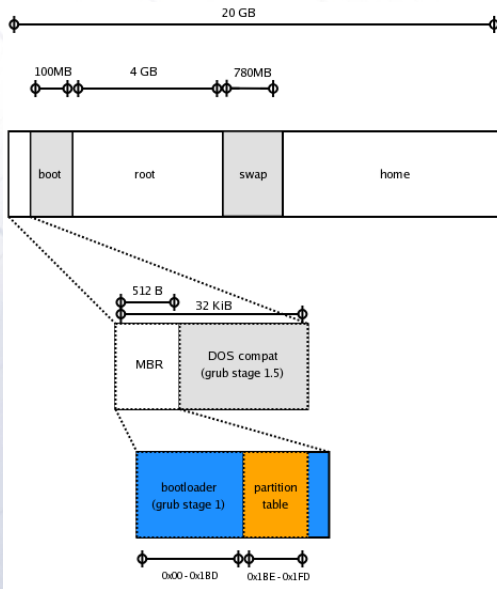 20 GB
100MB
4 GB
780MB
boot
root
swap
home
512 B
32 KiB
MBR
DOS compat
(grub stage 1.5)
bootloader
(grub stage 1)
partition
table
0x00 - 0x1BD
0x1BE - 0x1FD